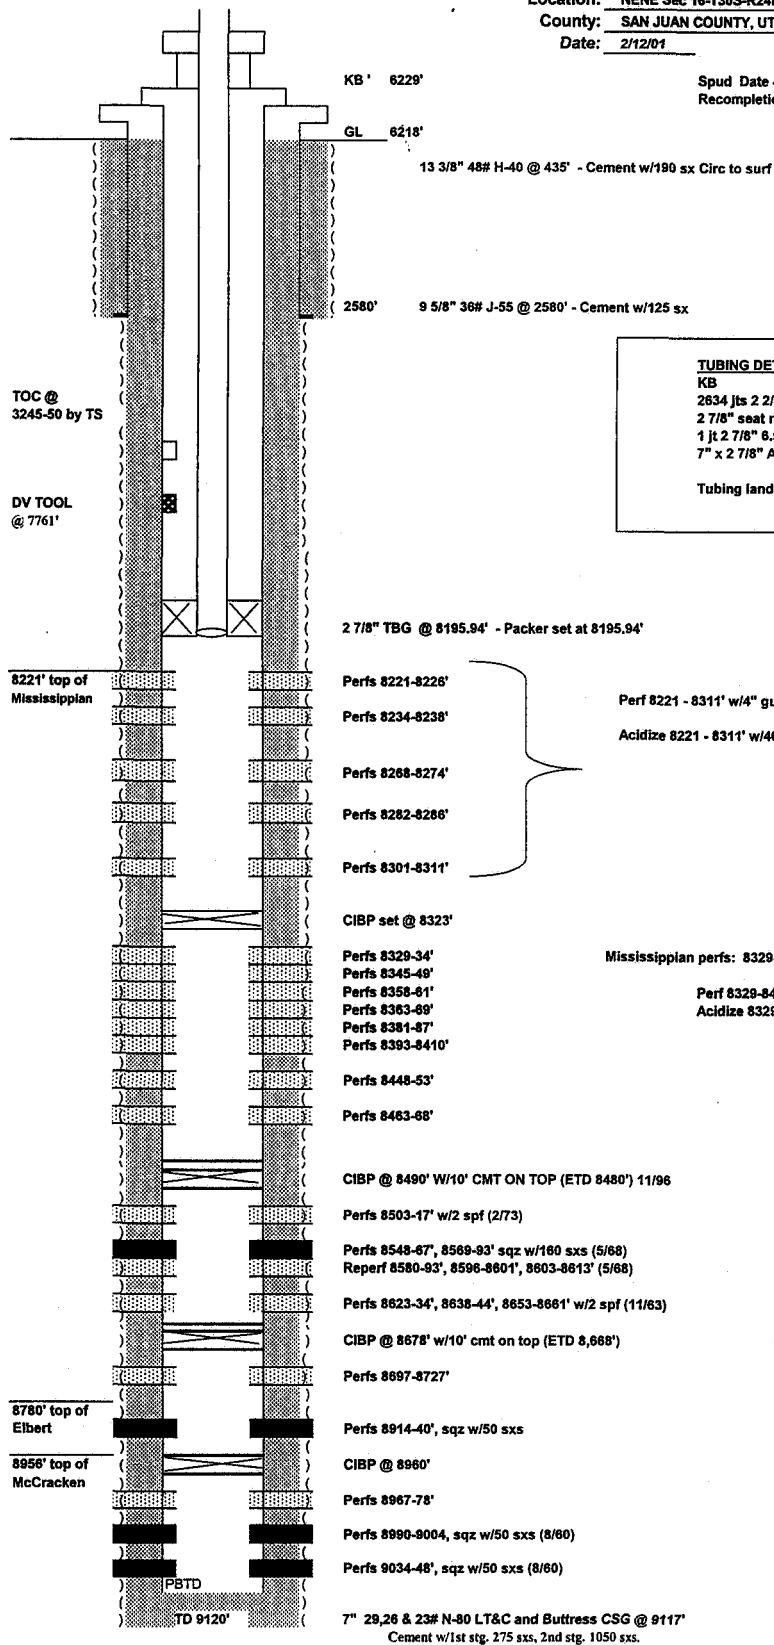 Location: NENE Sec 16-T30S-R24
County: SAN JUAN COUNTY, UT
Date: 2/12/01
KB ' 6229'
Spud Date
Recompletio
GL 6218'
13 3/8" 48# H-40 @ 435' - Cement w/190 sx Circ to surf
2580' 9 5/8" 36# J-55 @ 2580' - Cement w/125 sx
TUBING DE
KB
2634 jts 2 2/
2 7/8" seat n
1 jt 2 7/8" 6.
7" x 2 7/8" A
Tubing land
TOC @
3245-50 by TS
DV TOOL
@ 7761'
2 7/8" TBG @ 8195.94' - Packer set at 8195.94'
8221' top of
Mississippian
Perfs 8221-8226'
Perfs 8234-8238'
Perf 8221 - 8311' w/4" gu
Acidize 8221 - 8311' w/4
Perfs 8268-8274'
Perfs 8282-8286'
Perfs 8301-8311'
CIBP set @ 8323'
Perfs 8329-34'
Mississippian perfs: 8329
Perfs 8345-49'
Perfs 8358-61'
Perf 8329-84
Perfs 8363-69'
Acidize 8329
Perfs 8381-87'
Perfs 8393-8410'
Perfs 8448-53'
Perfs 8463-68'
CIBP @ 8490' W/10' CMT ON TOP (ETD 8480') 11/96
Perfs 8503-17' w/2 spf (2/73)
Perfs 8548-67', 8569-93' sqz w/160 sxs (5/68)
Reperf 8580-93', 8596-8601', 8603-8613' (5/68)
Perfs 8623-34', 8638-44', 8653-8661' w/2 spf (11/63)
CIBP @ 8678' w/10' cmt on top (ETD 8,668')
Perfs 8697-8727'
8780' top of
Elbert
Perfs 8914-40', sqz w/50 sxs
8956' top of
McCracken
CIBP @ 8960'
Perfs 8967-78'
Perfs 8990-9004, sqz w/50 sxs (8/60)
Perfs 9034-48', sqz w/50 sxs (8/60)
PBTD
TD 9120'
7" 29,26 & 23# N-80 LT&C and Buttress CSG @ 9117'
Cement w/1st stg. 275 sxs, 2nd stg. 1050 sxs.